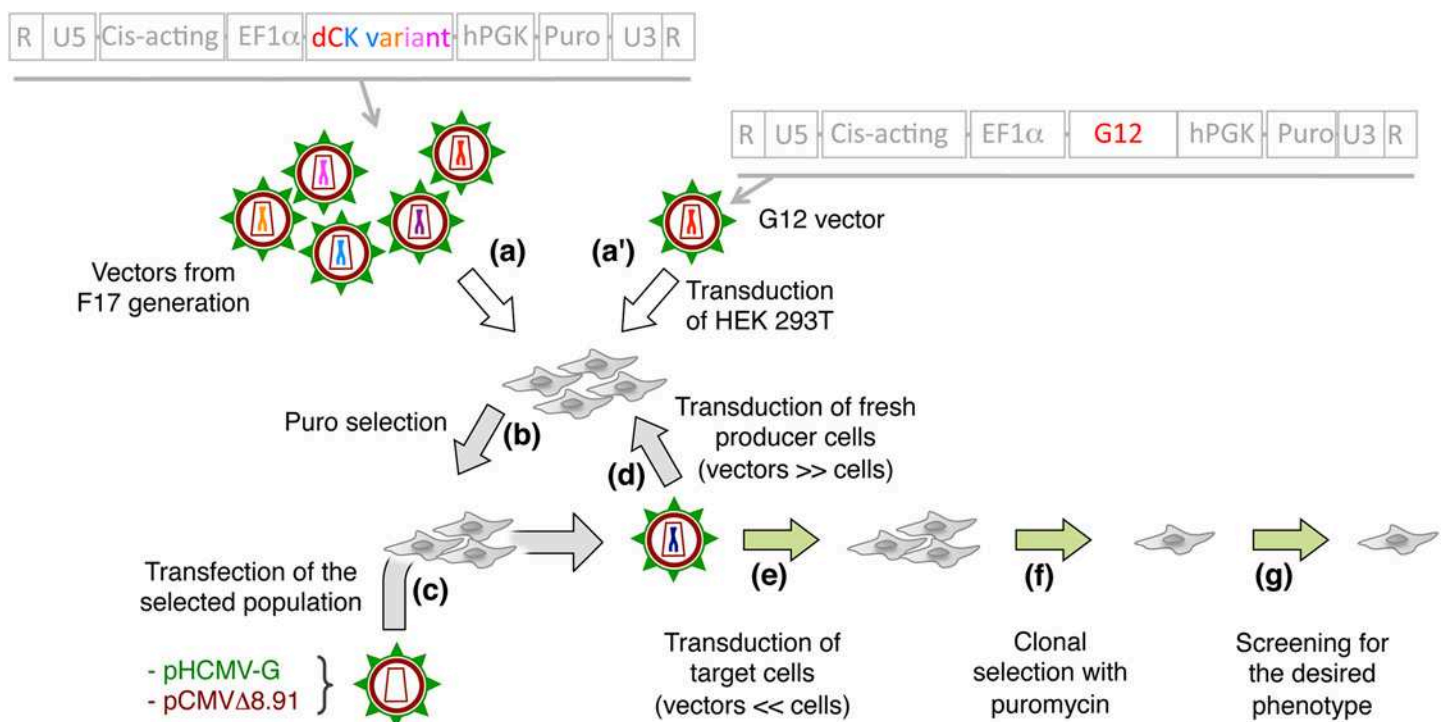 R U5 Cis-acting EF1α dCK variant hPGK Puro U3 R
R U5 Cis-acting EF1α G12 hPGK Puro U3 R
G12 vector
(a) (a')
Vectors from
F17 generation
Transduction
of HEK 293T
Puro selection
(b)
Transduction of fresh
producer cells
(vectors >> cells)
(d)
Transfection of the
selected population
(c)
(e) (f) (g)
- pHCMV-G
- pCMVΔ8.91
Transduction of
target cells
(vectors << cells)
Clonal
selection with
puromycin
Screening for
the desired
phenotype